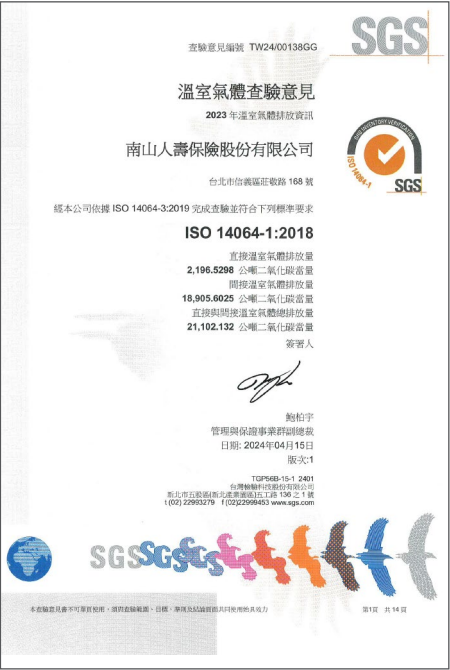 SGS
查驗意見編號 TW24/00138GG
溫室氣體查驗意見
2023 年溫室氣體排放資訊
南山人壽保險股份有限公司
GHG INVENTORY VERIFICATION
ISO 14064-1
SGS
台北市信義區莊敬路 168 號
經本公司依據 ISO 14064-3:2019 完成查驗並符合下列標準要求
ISO 14064-1:2018
直接溫室氣體排放量
2,196.5298 公噸二氧化碳當量
間接溫室氣體排放量
18,905.6025 公噸二氧化碳當量
直接與間接溫室氣體總排放量
21,102.132 公噸二氧化碳當量
簽署人
鮑柏宇
管理與保證事業群副總裁
日期: 2024年04月15日
版次:1
TGP56B-15-1 2401
台灣檢驗科技股份有限公司
新北市五股區(新北產業園區)五工路 136 之 1 號
t (02) 22993279 f (02)22999453 www.sgs.com
SGSSGSSGS
本查驗意見書不可單頁使用，須與查驗範圍、目標、準則及結論頁面共同使用始具效力
第1頁 共 14 頁